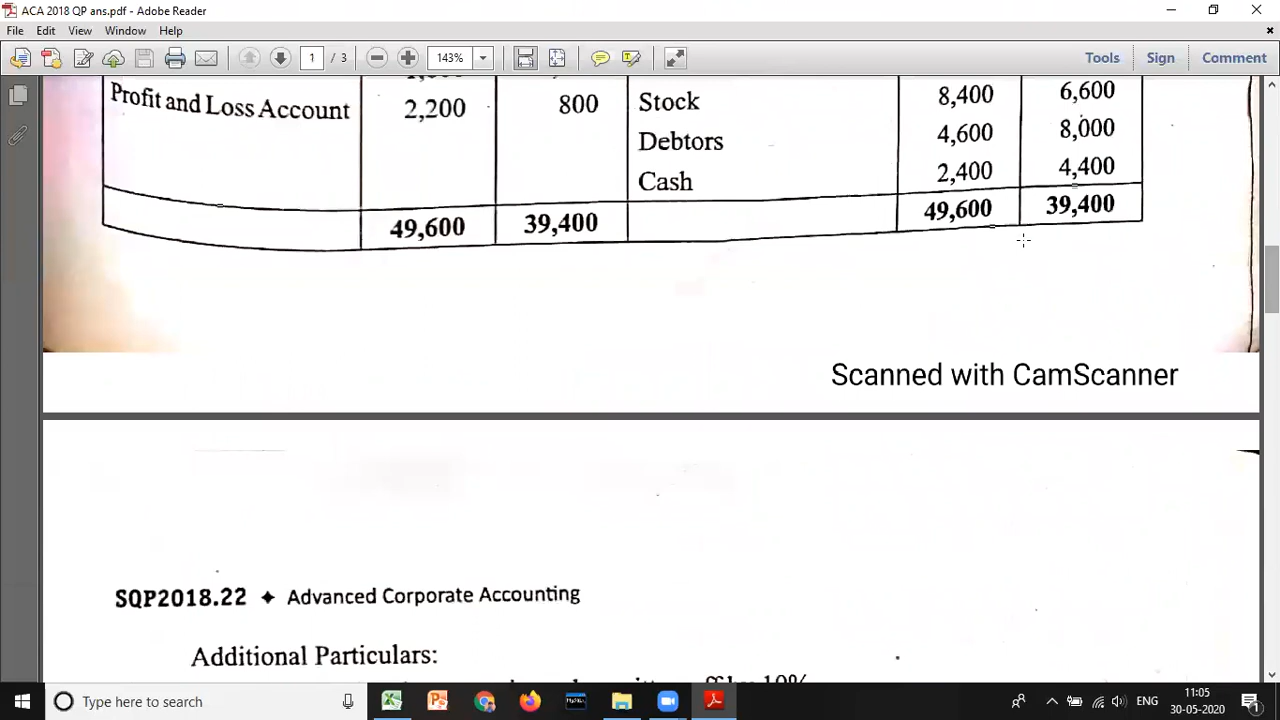 ACA 2018 QP ans.pdf - Adobe Reader
File Edit View Window Help
1 / 3 143% Tools Sign Comment
Profit and Loss Account 2,200 800 Stock 8,400 6,600
Debtors 4,600 8,000
Cash 2,400 4,400
49,600 39,400 49,600 39,400
Scanned with CamScanner
SQP2018.22 ✦ Advanced Corporate Accounting
Additional Particulars:
10%
Type here to search
ENG
11:05
30-05-2020